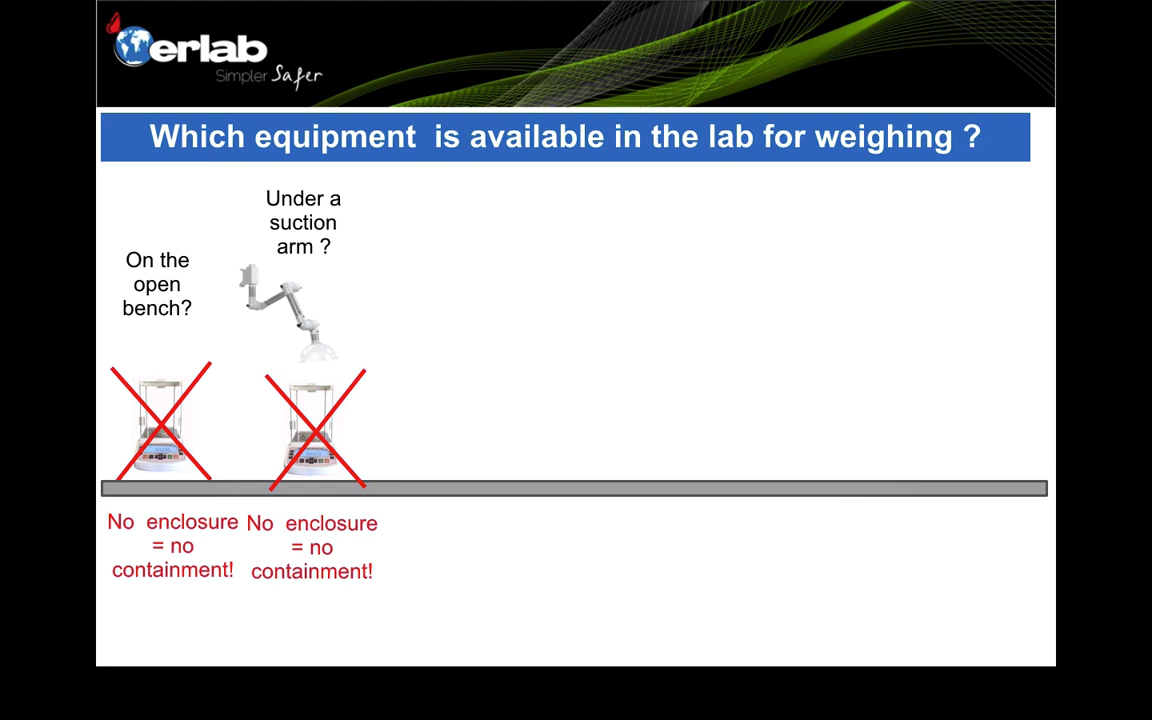 erlab
Simpler Safer
Which equipment is available in the lab for weighing ?
Under a
suction
arm ?
On the
open
bench?
No enclosure
= no
containment!
No enclosure
= no
containment!